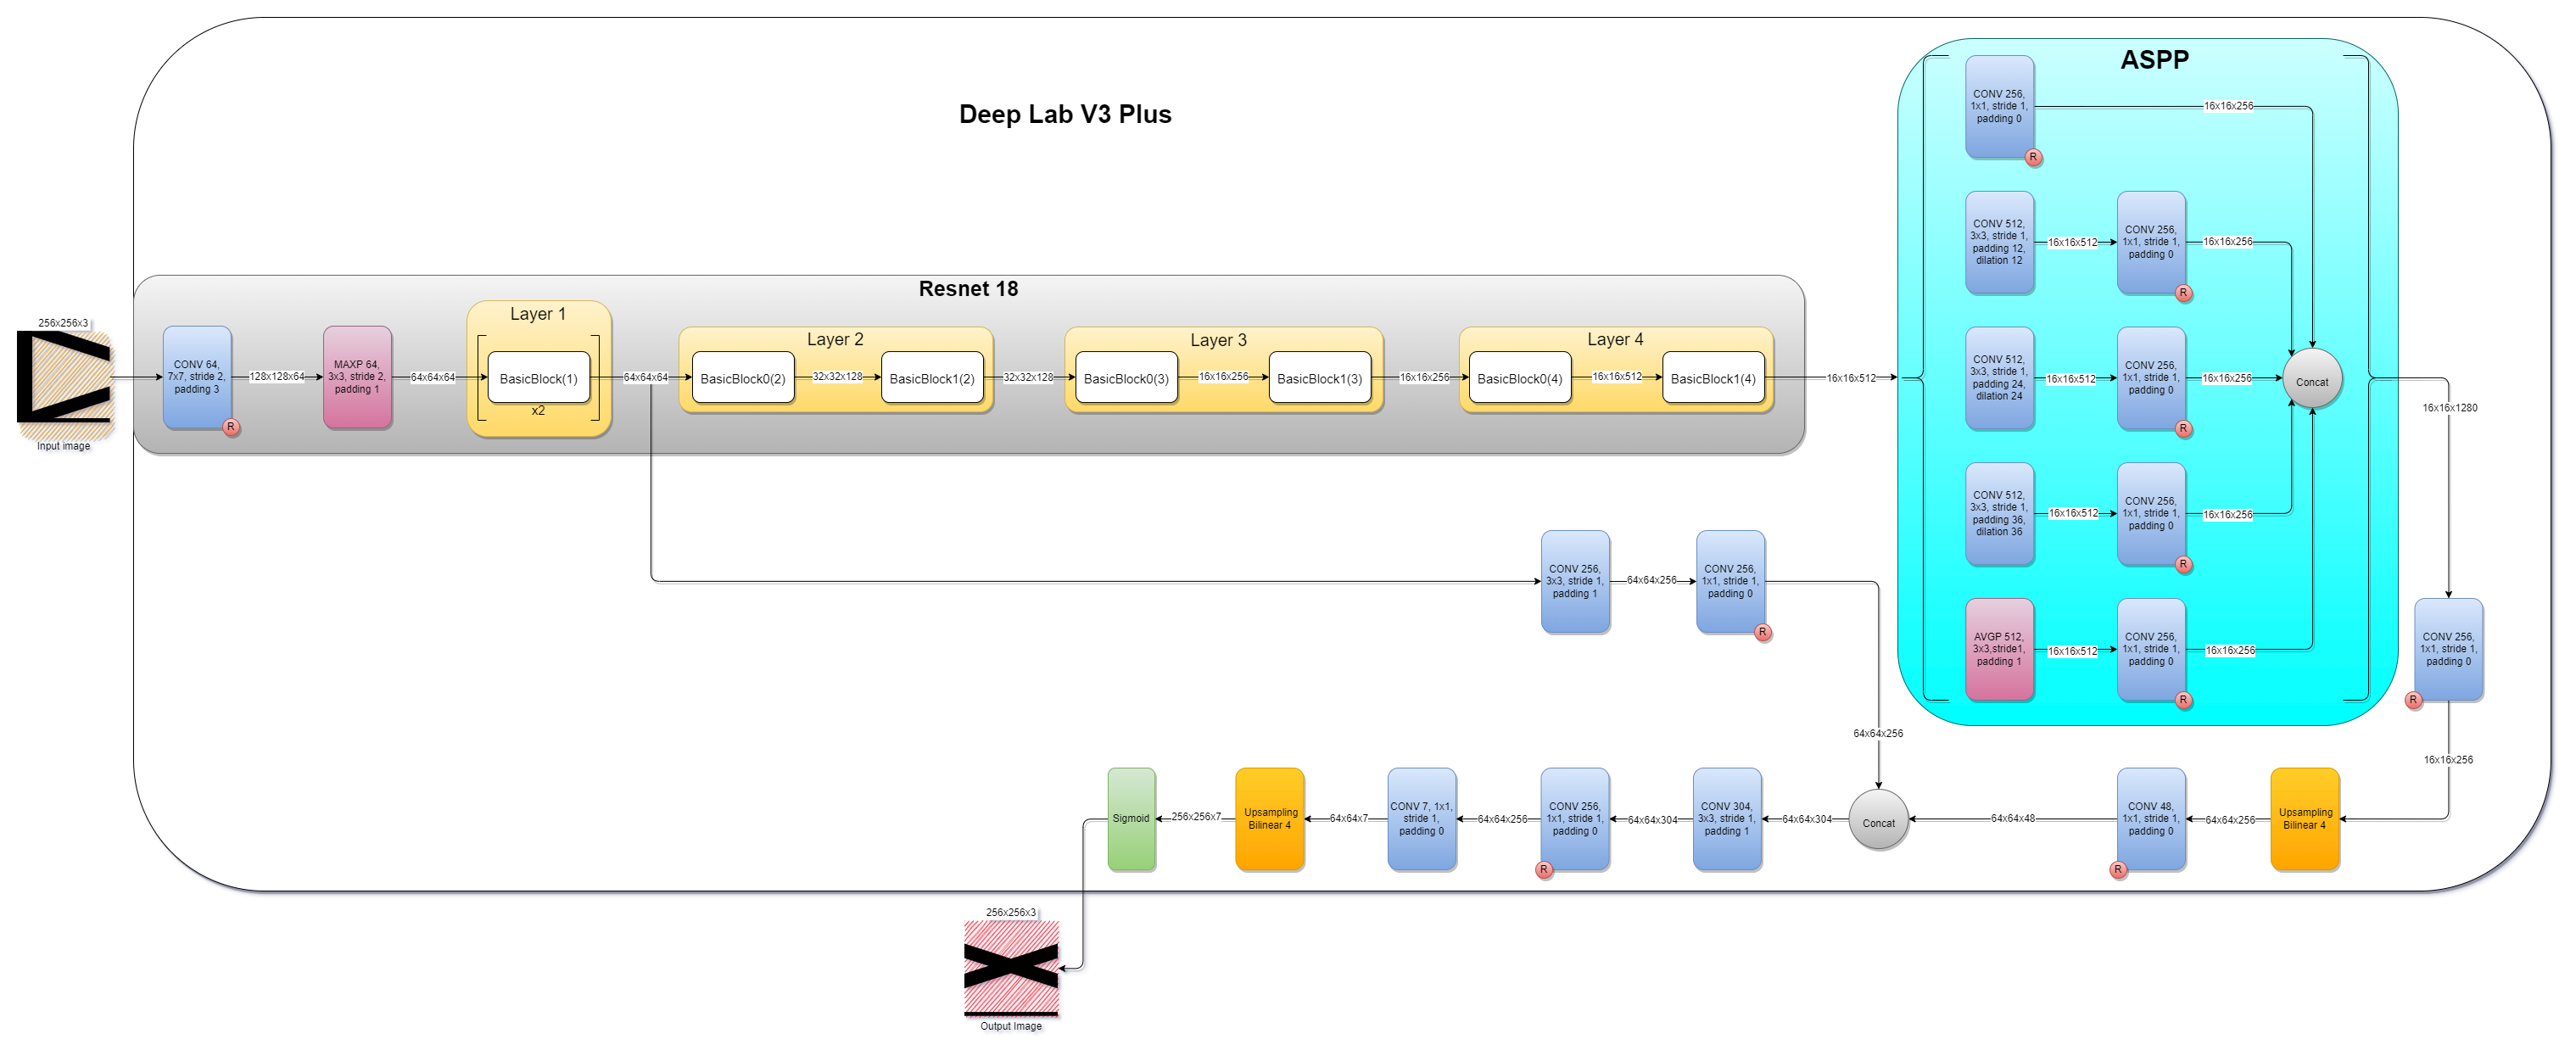 Deep Lab V3 Plus
ASPP
Resnet 18
256x256x3
Input image
CONV 64,
7x7, stride 2,
padding 3
R
128x128x64
MAXP 64,
3x3, stride 2,
padding 1
64x64x64
Layer 1
BasicBlock(1)
x2
64x64x64
Layer 2
BasicBlock0(2)
32x32x128
BasicBlock1(2)
32x32x128
Layer 3
BasicBlock0(3)
16x16x256
BasicBlock1(3)
16x16x256
Layer 4
BasicBlock0(4)
16x16x512
BasicBlock1(4)
16x16x512
CONV 256,
1x1, stride 1,
padding 0
R
16x16x256
CONV 512,
3x3, stride 1,
padding 12,
dilation 12
16x16x512
CONV 256,
1x1, stride 1,
padding 0
R
16x16x256
CONV 512,
3x3, stride 1,
padding 24,
dilation 24
16x16x512
CONV 256,
1x1, stride 1,
padding 0
R
16x16x256
CONV 512,
3x3, stride 1,
padding 36,
dilation 36
16x16x512
CONV 256,
1x1, stride 1,
padding 0
R
16x16x256
AVGP 512,
3x3,stride1,
padding 1
16x16x512
CONV 256,
1x1, stride 1,
padding 0
R
16x16x256
Concat
16x16x1280
CONV 256,
1x1, stride 1,
padding 0
R
16x16x256
CONV 256,
3x3, stride 1,
padding 1
64x64x256
CONV 256,
1x1, stride 1,
padding 0
R
64x64x256
Upsampling
Bilinear 4
64x64x256
CONV 48,
1x1, stride 1,
padding 0
R
64x64x48
Concat
64x64x304
CONV 304,
3x3, stride 1,
padding 1
64x64x304
CONV 256,
1x1, stride 1,
padding 0
R
64x64x256
CONV 7, 1x1,
stride 1,
padding 0
64x64x7
Upsampling
Bilinear 4
256x256x7
Sigmoid
256x256x3
Output Image